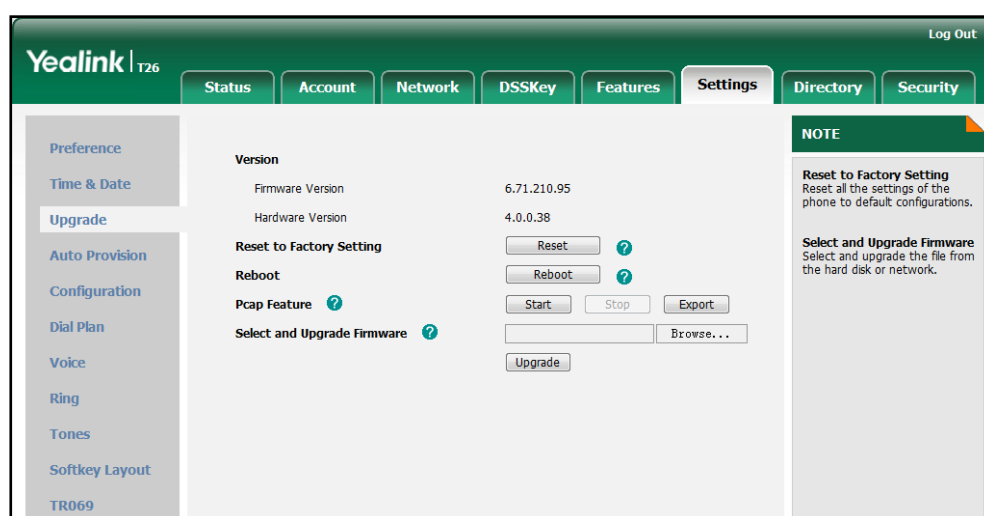 Log Out
Yealink | T26
Status Account Network DSSKey Features Settings Directory Security
Preference
Time & Date
Upgrade
Auto Provision
Configuration
Dial Plan
Voice
Ring
Tones
Softkey Layout
TR069
Version
Firmware Version 6.71.210.95
Hardware Version 4.0.0.38
Reset to Factory Setting Reset ?
Reboot Reboot ?
Pcap Feature ? Start Stop Export
Select and Upgrade Firmware ? Browse...
Upgrade
NOTE
Reset to Factory Setting
Reset all the settings of the
phone to default configurations.
Select and Upgrade Firmware
Select and upgrade the file from
the hard disk or network.